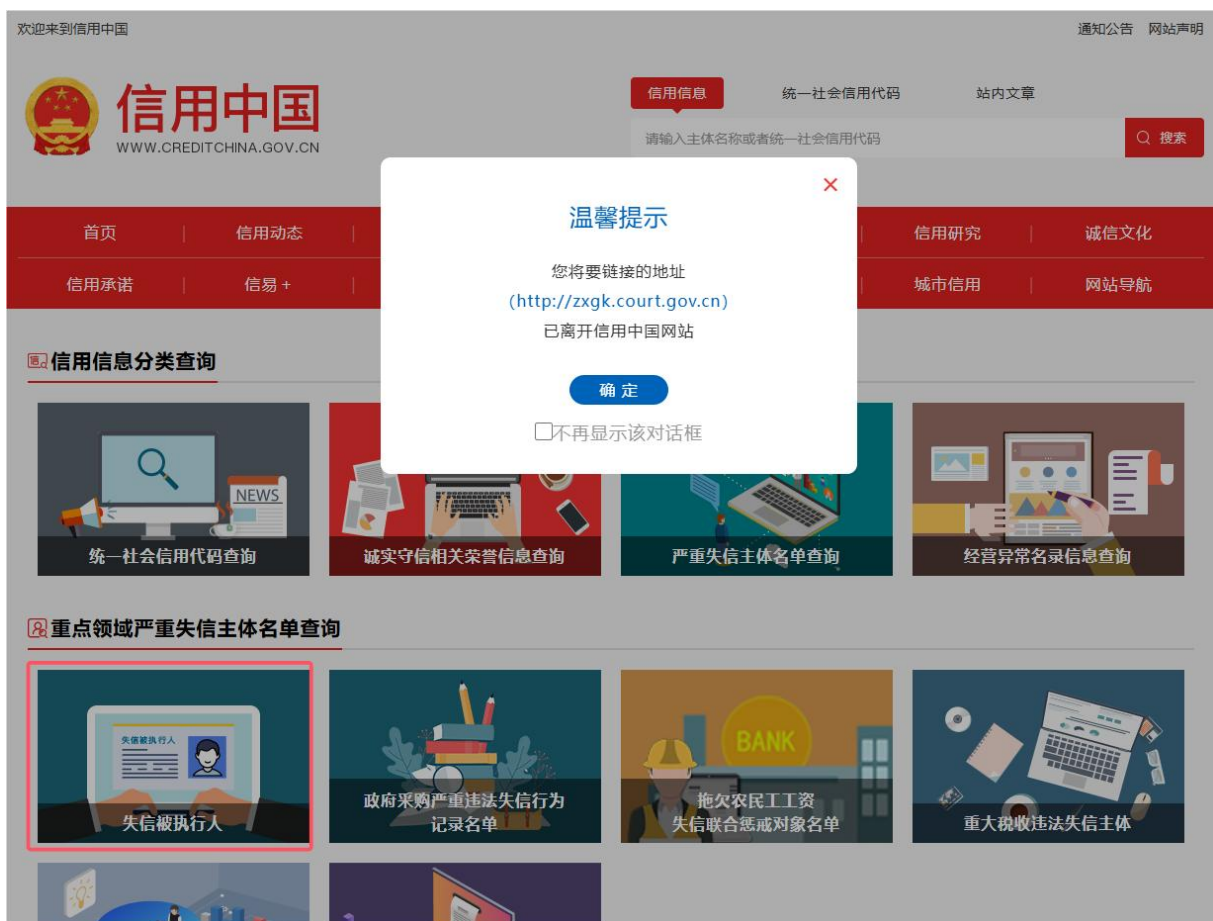 欢迎来到信用中国
通知公告 网站声明
信用中国
WWW.CREDITCHINA.GOV.CN
信用信息 统一社会信用代码 站内文章
请输入主体名称或者统一社会信用代码
搜索
温馨提示
您将要链接的地址
(http://zxgk.court.gov.cn)
已离开信用中国网站
确定
不再显示该对话框
首页 信用动态 信用研究 诚信文化
信用承诺 信易+ 城市信用 网站导航
信用信息分类查询
NEWS
统一社会信用代码查询
诚实守信相关荣誉信息查询
严重失信主体名单查询
经营异常名录信息查询
重点领域严重失信主体名单查询
失信被执行人
失信被执行人
政府采购严重违法失信行为
记录名单
BANK
拖欠农民工工资
失信联合惩戒对象名单
重大税收违法失信主体